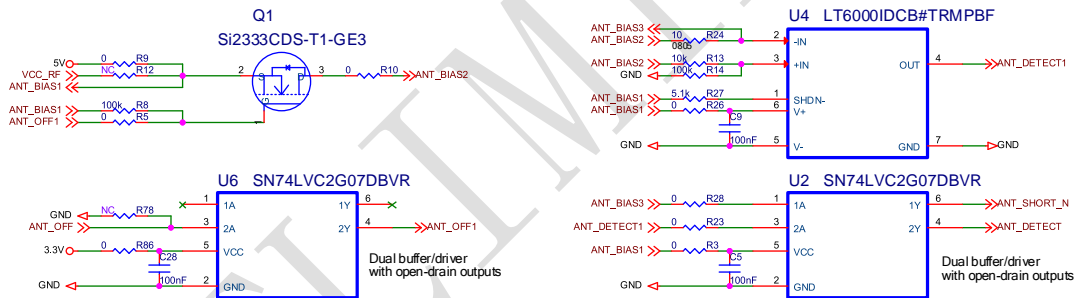 Q1
Si2333CDS-T1-GE3
5V
0
R9
VCC_RF
NC
R12
ANT_BIAS1
2
S
D
3
0
R10
ANT_BIAS2
ANT_BIAS1
100k
R8
ANT_OFF1
0
R5
G
1
U4 LT6000IDCB#TRMPBF
ANT_BIAS3
ANT_BIAS2
10
R24
0805
2
-IN
ANT_BIAS2
10k
R14
3
+IN
GND
100k
R13
OUT
4
ANT_DETECT1
ANT_BIAS1
5.1k
R27
1
SHDN-
ANT_BIAS1
0
R26
6
V+
C9
100nF
GND
5
V-
GND
7
GND
U6 SN74LVC2G07DBVR
1
1A
1Y
6
GND
NC
R78
ANT_OFF
3
2A
2Y
4
ANT_OFF1
3.3V
0
R86
5
VCC
C28
100nF
GND
2
GND
Dual buffer/driver
with open-drain outputs
U2 SN74LVC2G07DBVR
ANT_BIAS3
0
R28
1
1A
1Y
6
ANT_SHORT_N
ANT_DETECT1
0
R23
3
2A
2Y
4
ANT_DETECT
ANT_BIAS1
0
R3
5
VCC
C5
100nF
GND
2
GND
Dual buffer/driver
with open-drain outputs